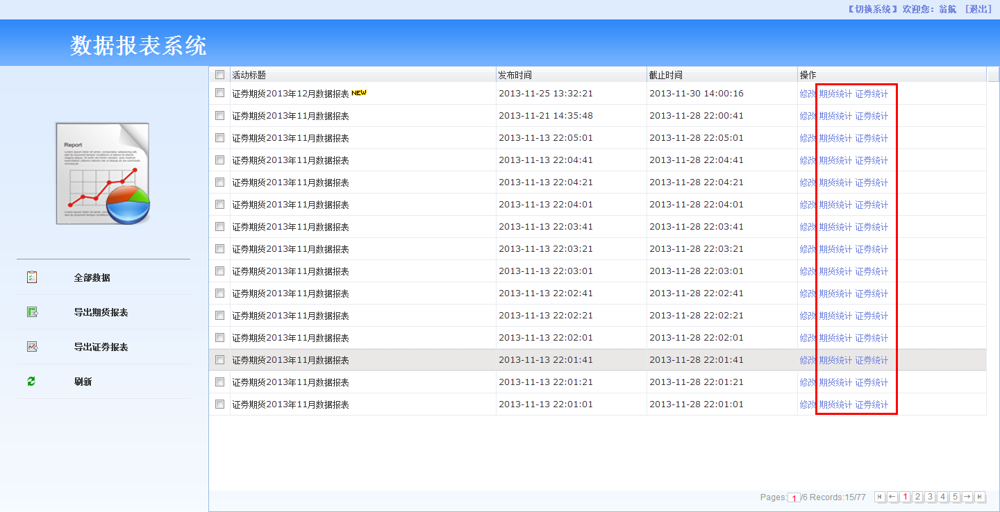 【切换系统】 欢迎您：翁航 [退出]
数据报表系统
Report
全部数据
导出期货报表
导出证券报表
刷新
活动标题 发布时间 截止时间 操作
证券期货2013年12月数据报表 NEW 2013-11-25 13:32:21 2013-11-30 14:00:16 修改 期货统计 证券统计
证券期货2013年11月数据报表 2013-11-21 14:35:48 2013-11-28 22:00:41 修改 期货统计 证券统计
证券期货2013年11月数据报表 2013-11-13 22:05:01 2013-11-28 22:05:01 修改 期货统计 证券统计
证券期货2013年11月数据报表 2013-11-13 22:04:41 2013-11-28 22:04:41 修改 期货统计 证券统计
证券期货2013年11月数据报表 2013-11-13 22:04:21 2013-11-28 22:04:21 修改 期货统计 证券统计
证券期货2013年11月数据报表 2013-11-13 22:04:01 2013-11-28 22:04:01 修改 期货统计 证券统计
证券期货2013年11月数据报表 2013-11-13 22:03:41 2013-11-28 22:03:41 修改 期货统计 证券统计
证券期货2013年11月数据报表 2013-11-13 22:03:21 2013-11-28 22:03:21 修改 期货统计 证券统计
证券期货2013年11月数据报表 2013-11-13 22:03:01 2013-11-28 22:03:01 修改 期货统计 证券统计
证券期货2013年11月数据报表 2013-11-13 22:02:41 2013-11-28 22:02:41 修改 期货统计 证券统计
证券期货2013年11月数据报表 2013-11-13 22:02:21 2013-11-28 22:02:21 修改 期货统计 证券统计
证券期货2013年11月数据报表 2013-11-13 22:02:01 2013-11-28 22:02:01 修改 期货统计 证券统计
证券期货2013年11月数据报表 2013-11-13 22:01:41 2013-11-28 22:01:41 修改 期货统计 证券统计
证券期货2013年11月数据报表 2013-11-13 22:01:21 2013-11-28 22:01:21 修改 期货统计 证券统计
证券期货2013年11月数据报表 2013-11-13 22:01:01 2013-11-28 22:01:01 修改 期货统计 证券统计
Pages: 1 /6 Records:15/77 1 2 3 4 5